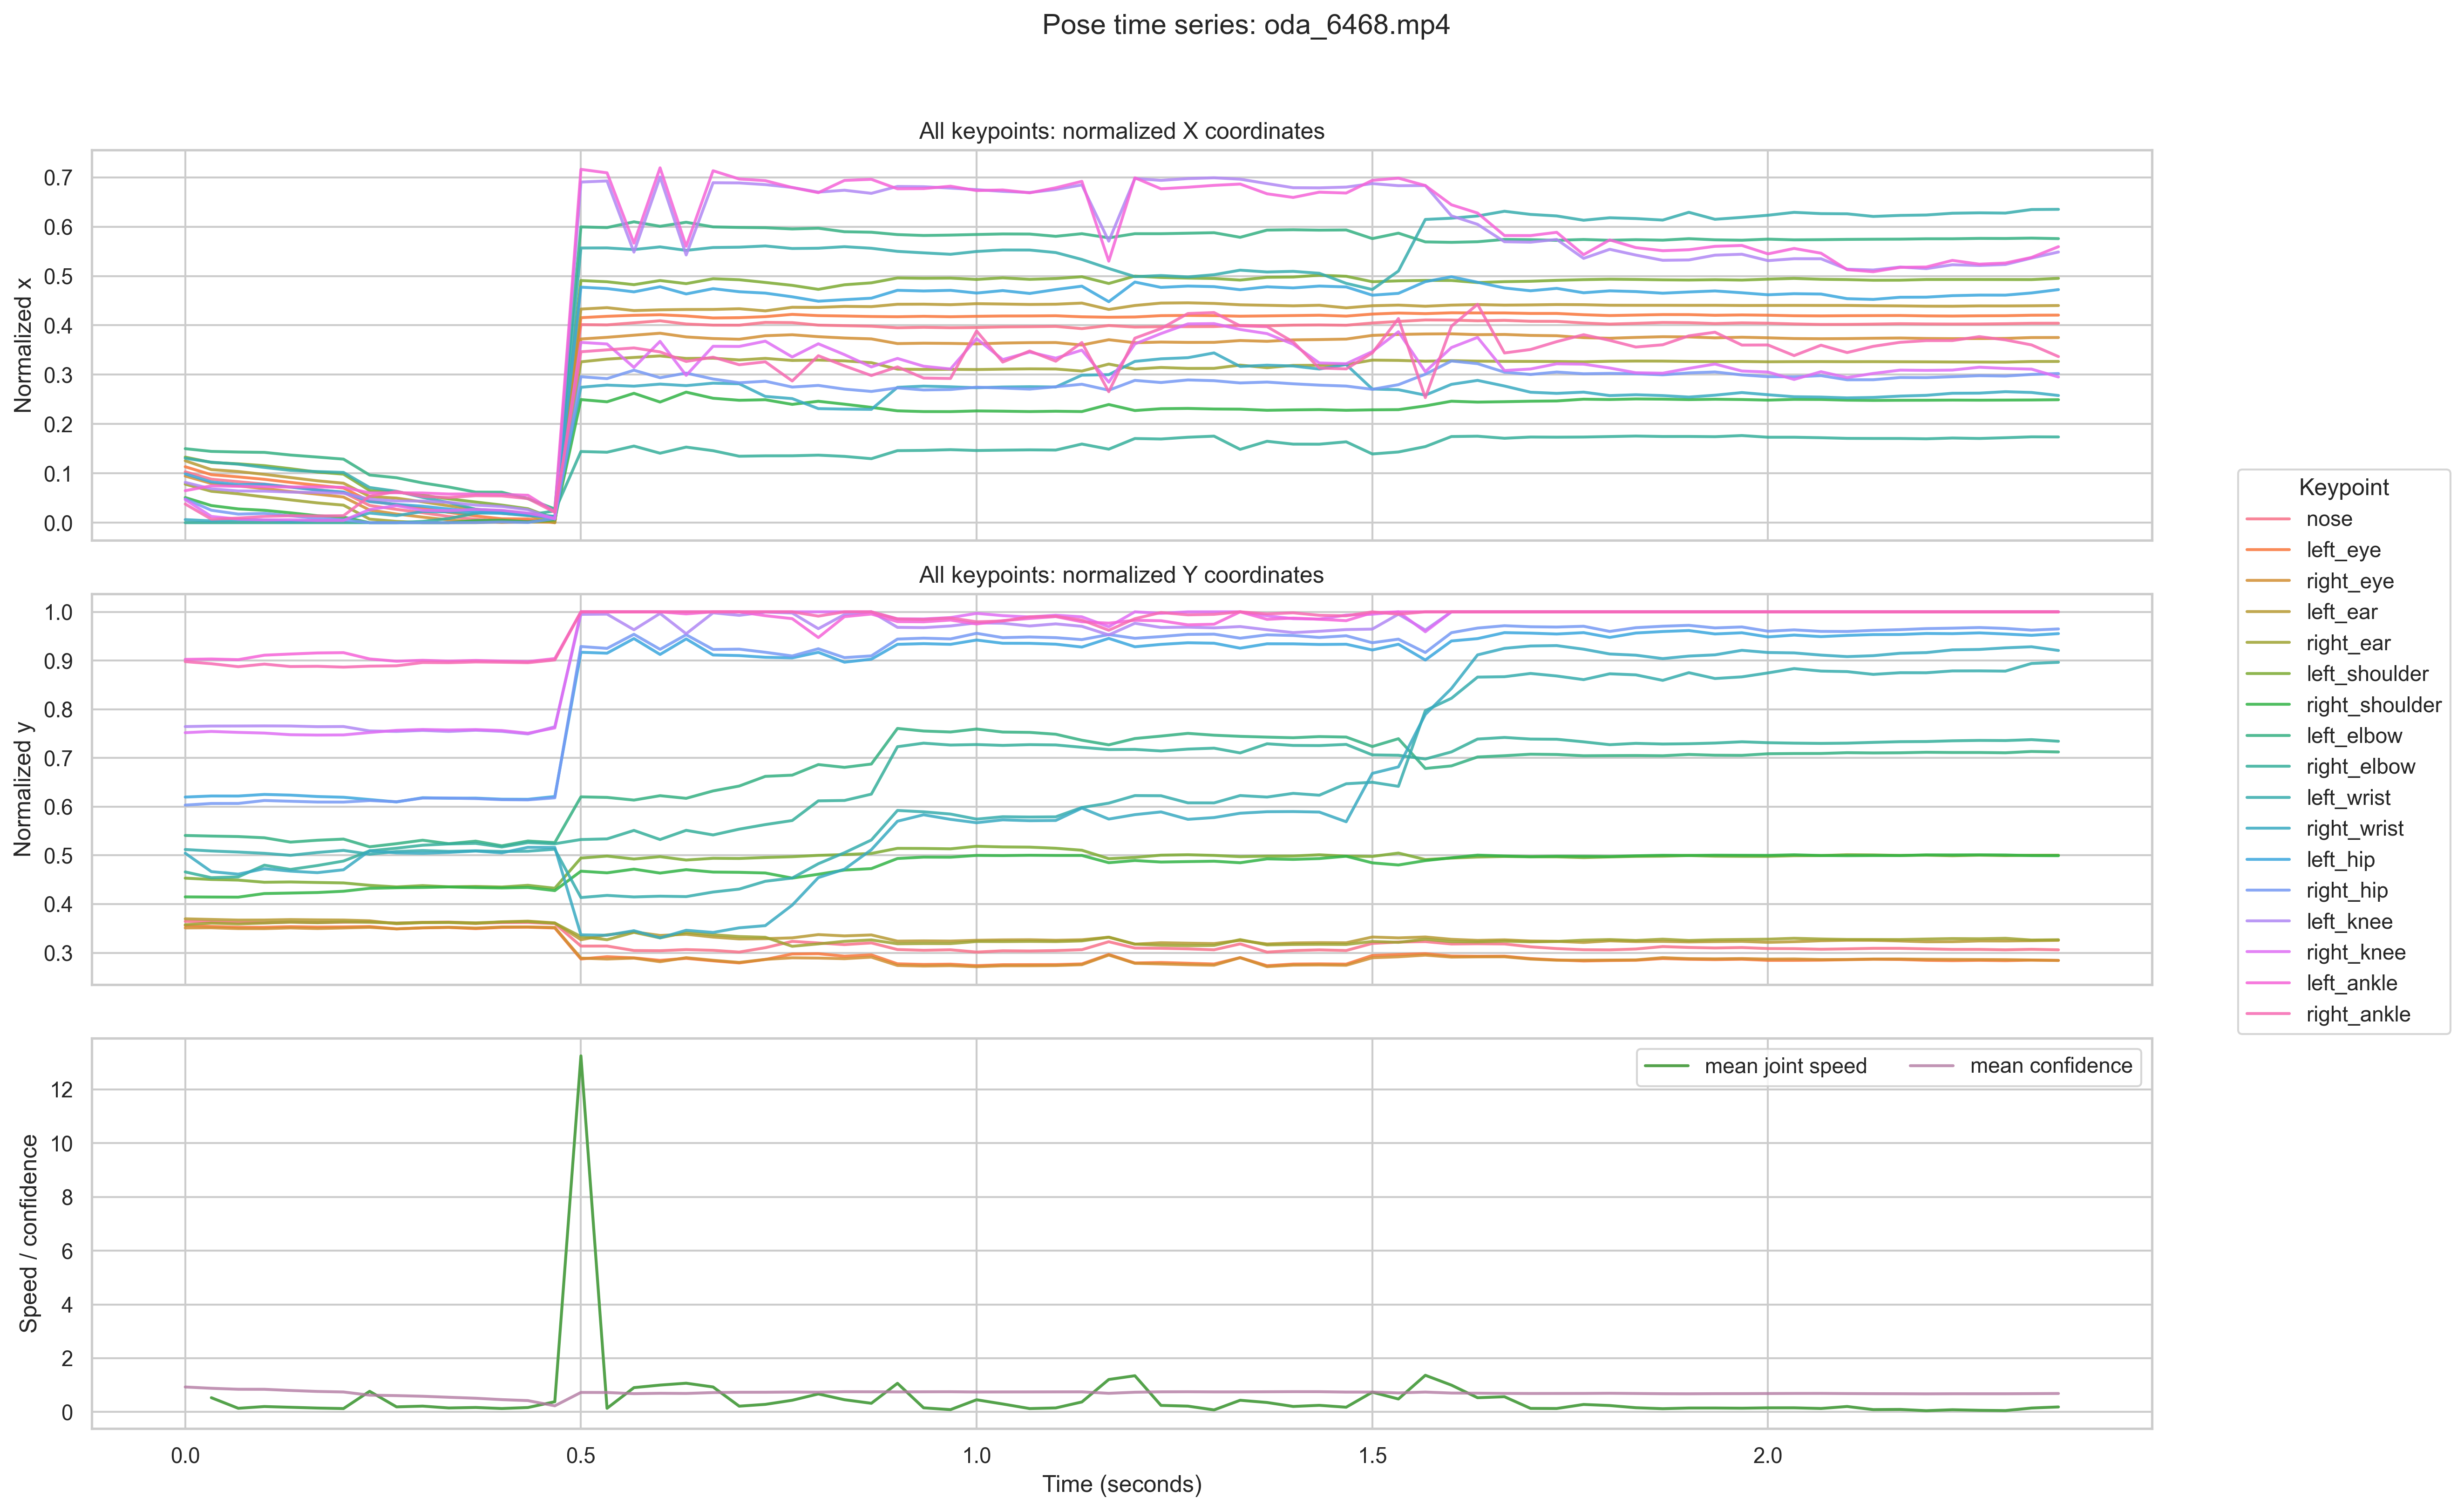 Pose time series: oda_6468.mp4
All keypoints: normalized X coordinates
Normalized x
0.7
0.6
0.5
0.4
0.3
0.2
0.1
0.0
All keypoints: normalized Y coordinates
Normalized y
1.0
0.9
0.8
0.7
0.6
0.5
0.4
0.3
Keypoint
nose
left_eye
right_eye
left_ear
right_ear
left_shoulder
right_shoulder
left_elbow
right_elbow
left_wrist
right_wrist
left_hip
right_hip
left_knee
right_knee
left_ankle
right_ankle
mean joint speed
mean confidence
Speed / confidence
12
10
8
6
4
2
0
0.0 0.5 1.0 1.5 2.0
Time (seconds)